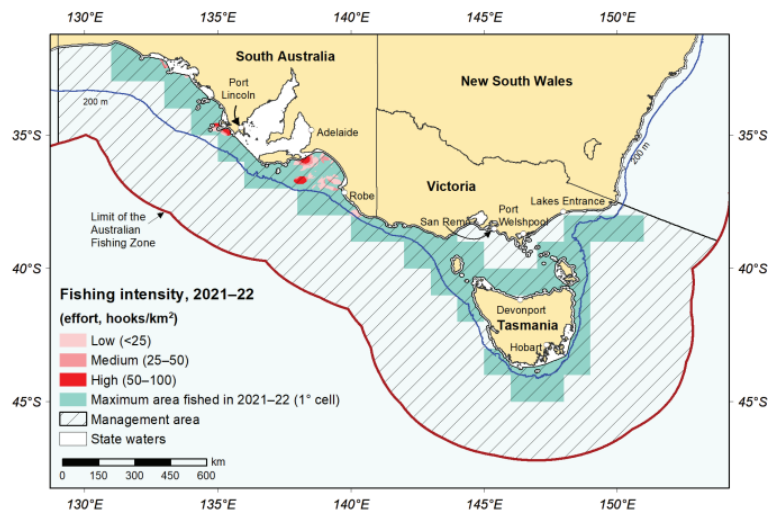 130°E 135°E 140°E 145°E 150°E
South Australia
Port
Lincoln
New South Wales
200 m
35°S
35°S
Adelaide
200 m
Victoria
Robe
Lakes Entrance
Port
Welshpool
San Remo
Limit of the
Australian
Fishing Zone
40°S
40°S
Fishing intensity, 2021–22
(effort, hooks/km²)
Low (<25)
Medium (25–50)
High (50–100)
Maximum area fished in 2021–22 (1° cell)
Management area
State waters
Devonport
Tasmania
Hobart
45°S
45°S
km
0 150 300 450 600
130°E 135°E 140°E 145°E 150°E